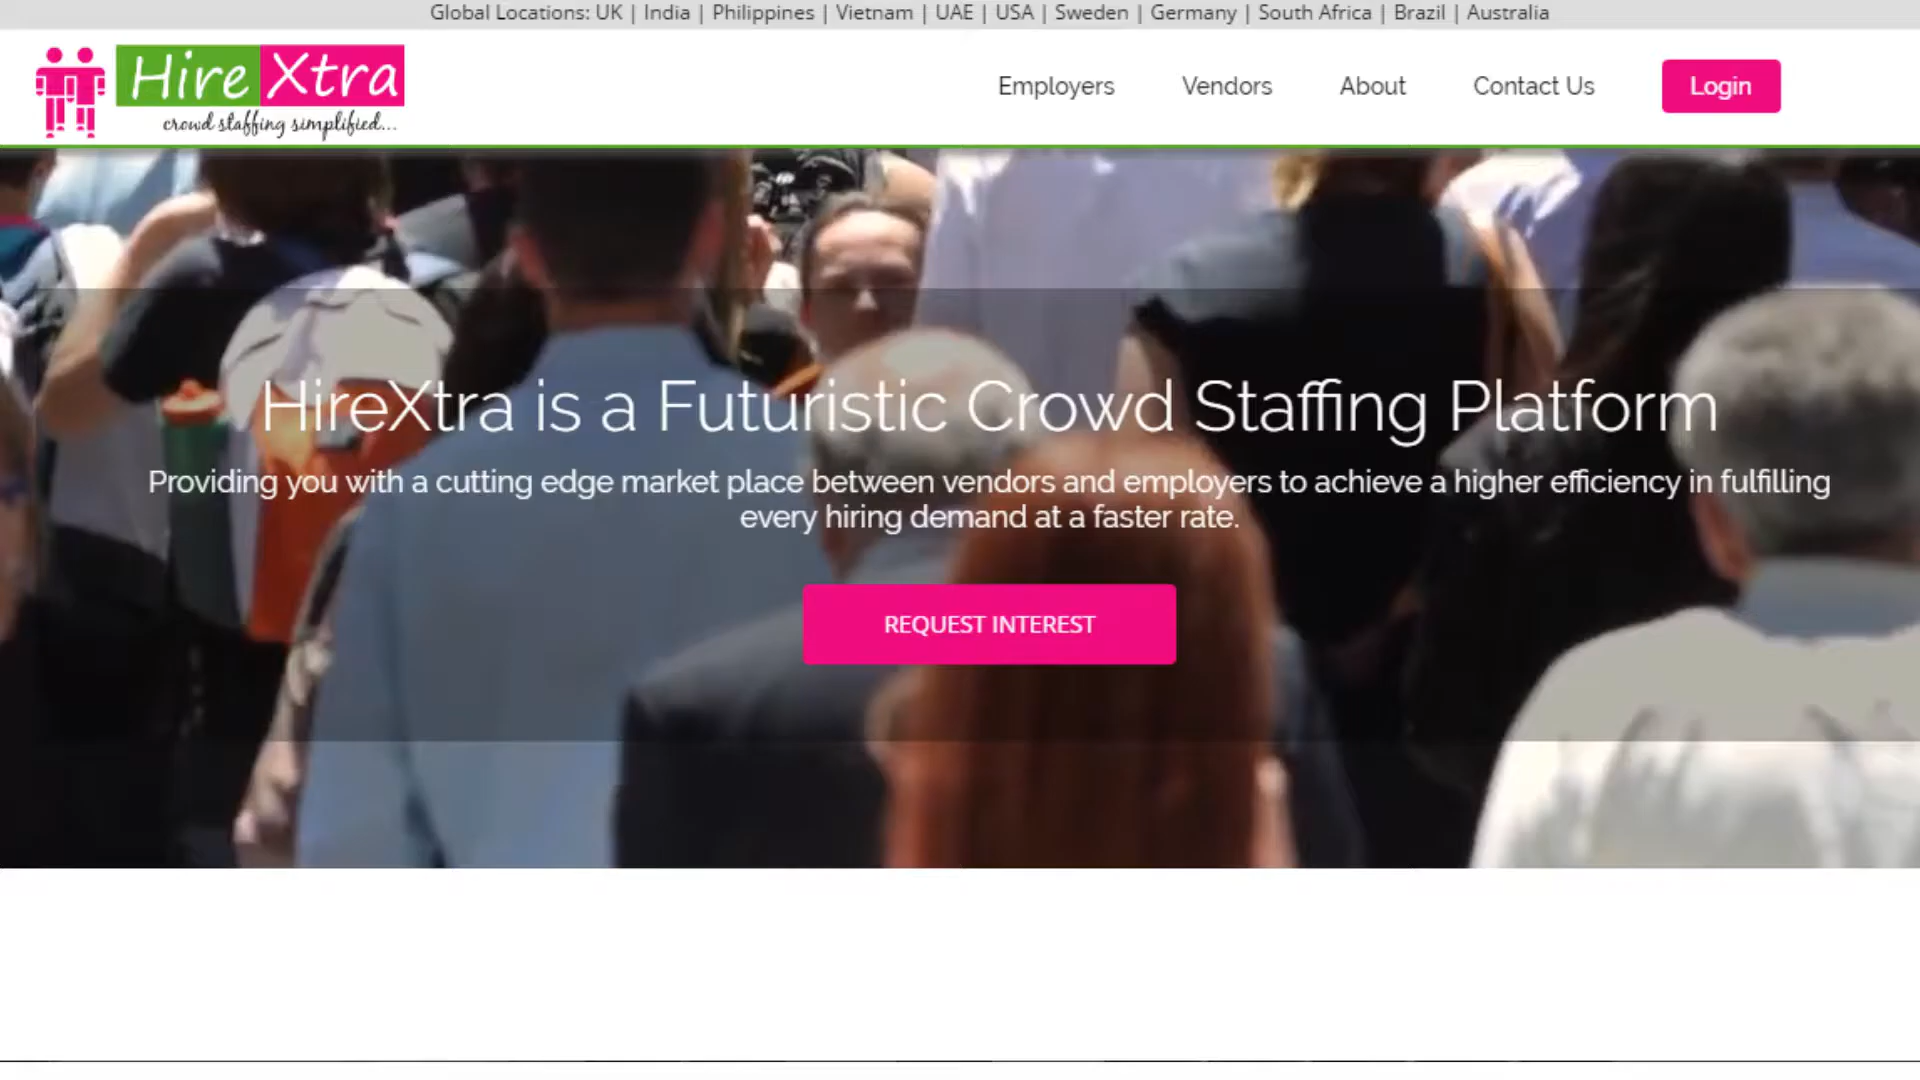 Global Locations: UK | India | Philippines | Vietnam | UAE | USA | Sweden | Germany | South Africa | Brazil | Australia
Hire Xtra
crowd staffing simplified...
Employers Vendors About Contact Us Login
HireXtra is a Futuristic Crowd Staffing Platform
Providing you with a cutting edge market place between vendors and employers to achieve a higher efficiency in fulfilling
every hiring demand at a faster rate.
REQUEST INTEREST